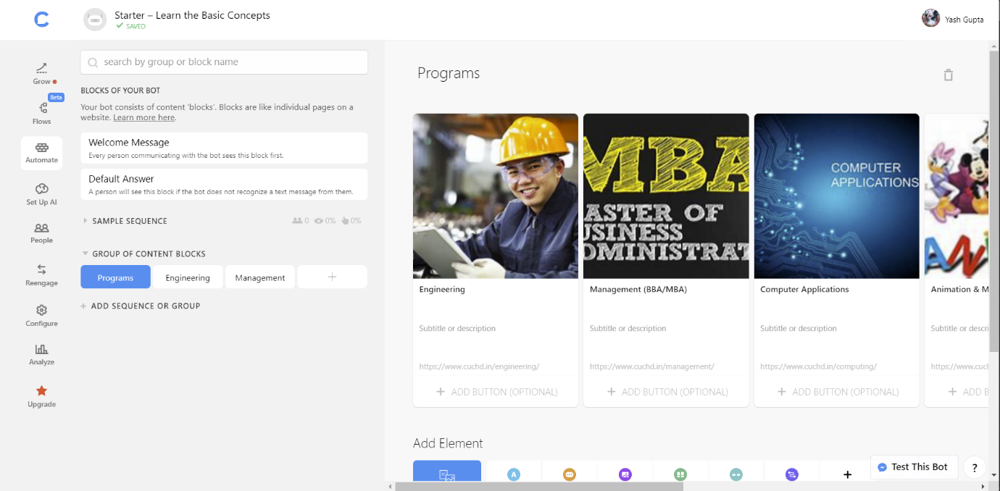 Starter – Learn the Basic Concepts
SAVED
Yash Gupta
Grow
Beta
Flows
Automate
Set Up AI
People
Reengage
Configure
Analyze
Upgrade
search by group or block name
BLOCKS OF YOUR BOT
Your bot consists of content 'blocks'. Blocks are like individual pages on a
website. Learn more here.
Welcome Message
Every person communicating with the bot sees this block first.
Default Answer
A person will see this block if the bot does not recognize a text message from them.
SAMPLE SEQUENCE 0 0% 0%
GROUP OF CONTENT BLOCKS
Programs Engineering Management
+ ADD SEQUENCE OR GROUP
Programs
MBA
MASTER OF
BUSINESS
ADMINISTRAT
COMPUTER
APPLICATIONS
ANI
Engineering
Subtitle or description
https://www.cuchd.in/engineering/
+ ADD BUTTON (OPTIONAL)
Management (BBA/MBA)
Subtitle or description
https://www.cuchd.in/management/
+ ADD BUTTON (OPTIONAL)
Computer Applications
Subtitle or description
https://www.cuchd.in/computing/
+ ADD BUTTON (OPTIONAL)
Animation & M
Subtitle or descri
https://www.cuch
+ ADD B
Add Element
A
+
Test This Bot
?